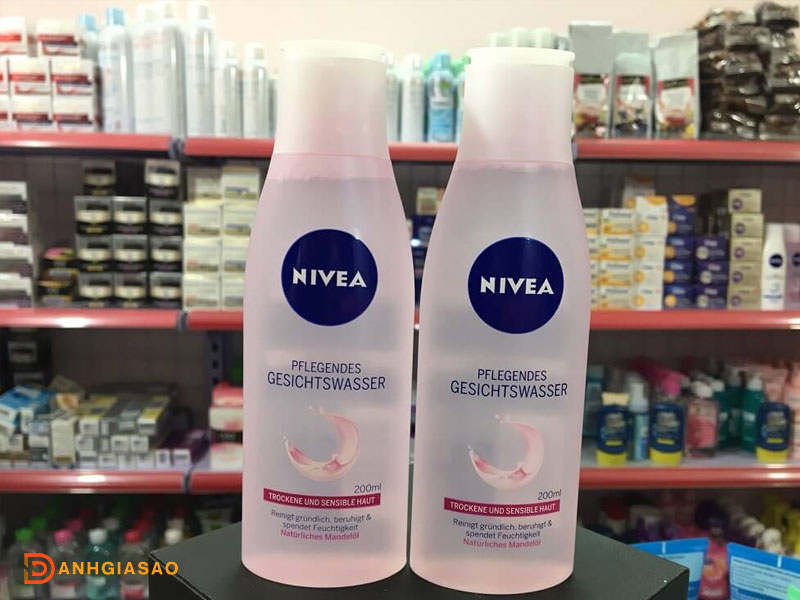 NIVEA
PFLEGENDES
GESICHTSWASSER
200ml
TROCKENE UND SENSIBLE HAUT
Reinigt gründlich, beruhigt &
spendet Feuchtigkeit
Natürliches Mandelöl
NIVEA
PFLEGENDES
GESICHTSWASSER
200ml
TROCKENE UND SENSIBLE HAUT
Reinigt gründlich, beruhigt &
spendet Feuchtigkeit
Natürliches Mandelöl
DANHGIASAO